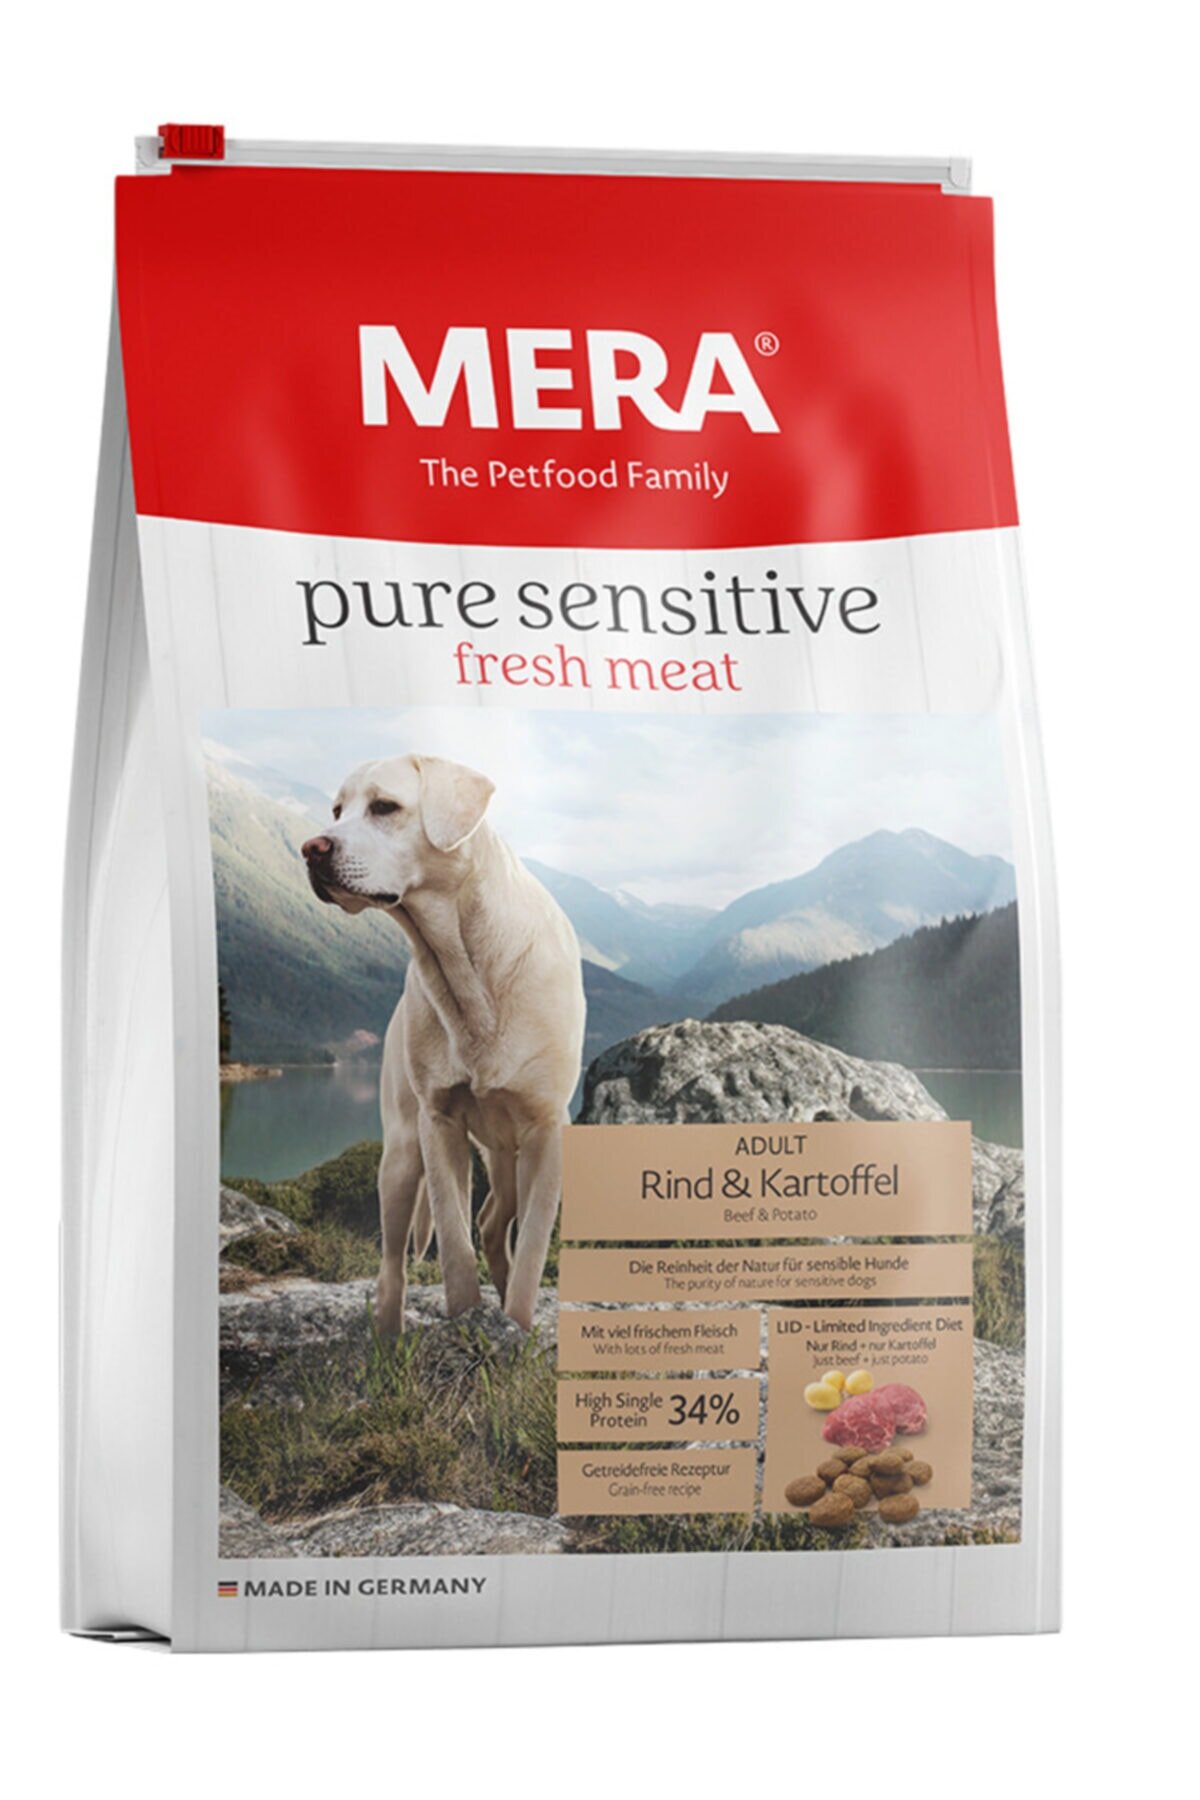 MERA®
The Petfood Family
pure sensitive
fresh meat
ADULT
Rind & Kartoffel
Beef & Potato
Die Reinheit der Natur für sensible Hunde
The purity of nature for sensitive dogs
Mit viel frischem Fleisch
With lots of fresh meat
High Single
Protein 34%
Getreidefreie Rezeptur
Grain-free recipe
LID - Limited Ingredient Diet
Nur Rind + nur Kartoffel
Just beef + just potato
MADE IN GERMANY